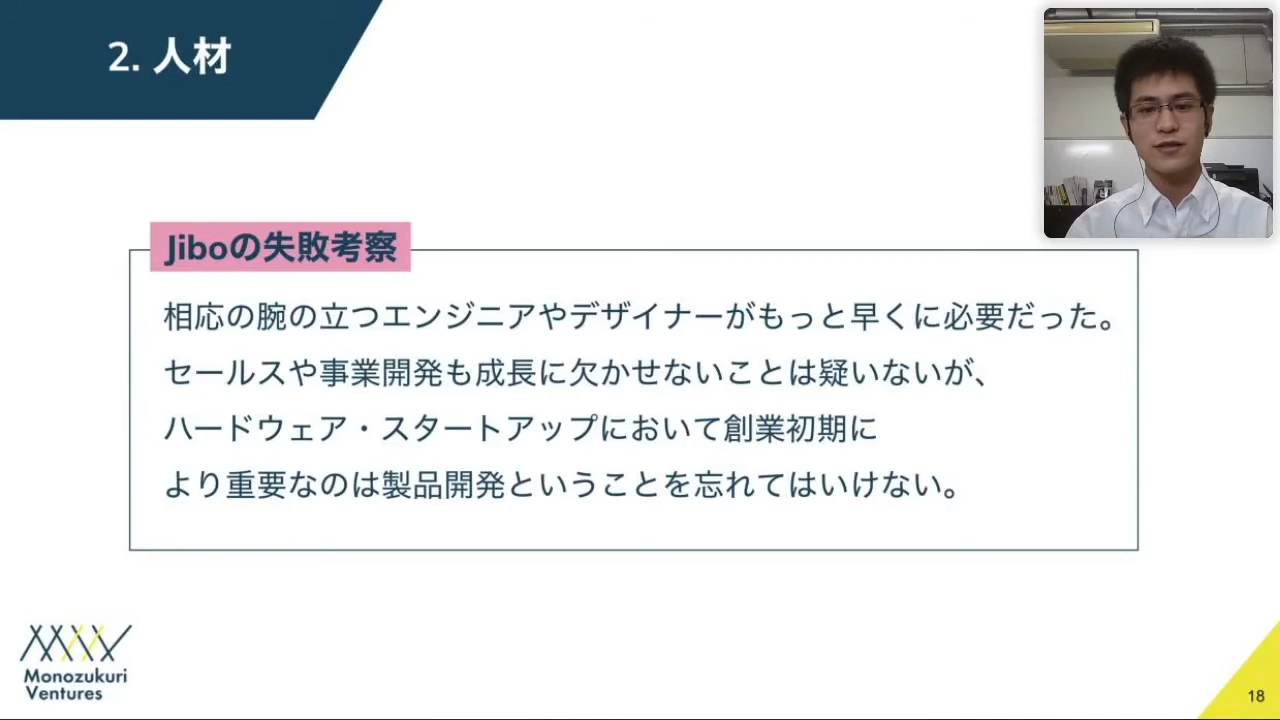 2. 人材
Jiboの失敗考察
相応の腕の立つエンジニアやデザイナーがもっと早くに必要だった。
セールスや事業開発も成長に欠かせないことは疑いないが、
ハードウェア・スタートアップにおいて創業初期に
より重要なのは製品開発ということを忘れてはいけない。
Monozukuri
Ventures
18